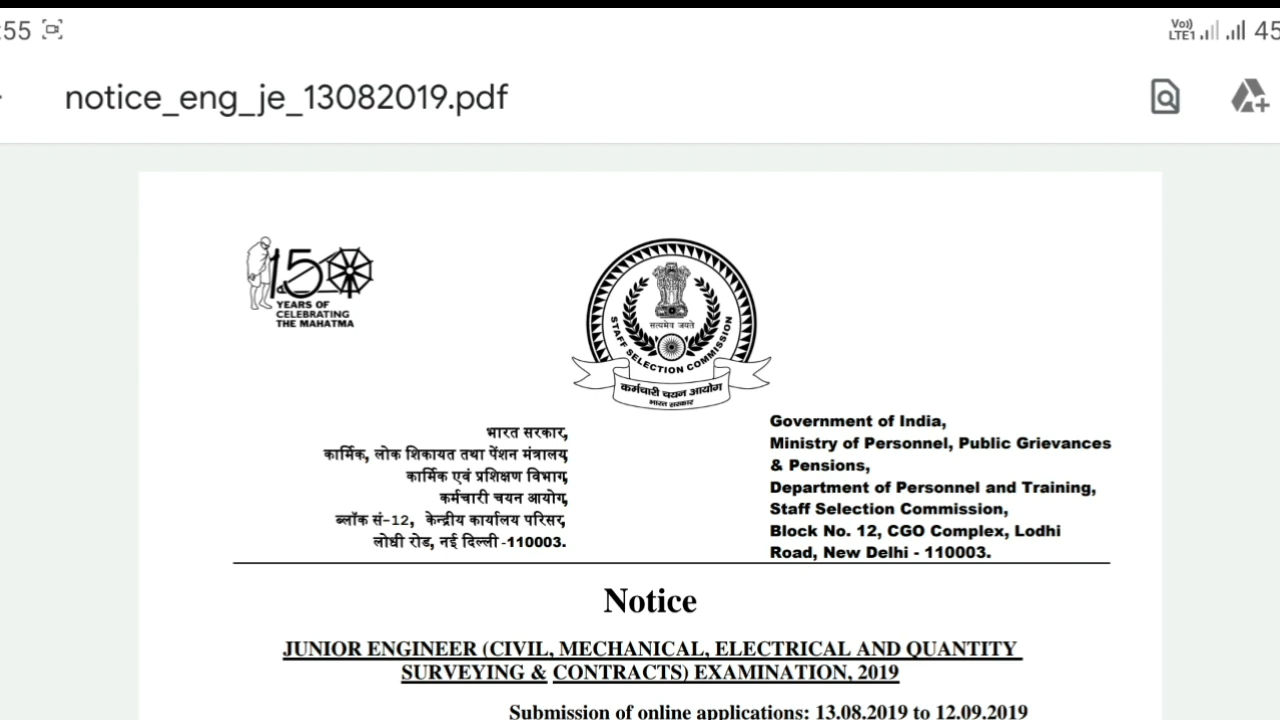 :55
Vo))
LTE1
45
notice_eng_je_13082019.pdf
150
YEARS OF
CELEBRATING
THE MAHATMA
सत्यमेव जयते
STAFF SELECTION COMMISSION
कर्मचारी चयन आयोग
भारत सरकार
भारत सरकार,
कार्मिक, लोक शिकायत तथा पेंशन मंत्रालय,
कार्मिक एवं प्रशिक्षण विभाग,
कर्मचारी चयन आयोग,
ब्लॉक सं-12, केन्द्रीय कार्यालय परिसर,
लोधी रोड, नई दिल्ली -110003.
Government of India,
Ministry of Personnel, Public Grievances
& Pensions,
Department of Personnel and Training,
Staff Selection Commission,
Block No. 12, CGO Complex, Lodhi
Road, New Delhi - 110003.
Notice
JUNIOR ENGINEER (CIVIL, MECHANICAL, ELECTRICAL AND QUANTITY
SURVEYING & CONTRACTS) EXAMINATION, 2019
Submission of online applications: 13.08.2019 to 12.09.2019